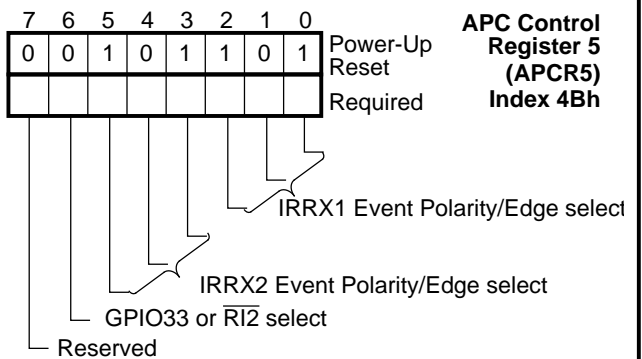 7 6 5 4 3 2 1 0
APC Control
Register 5
(APCR5)
Index 4Bh
0 0 1 0 1 1 0 1
Power-Up
Reset
Required
IRRX1 Event Polarity/Edge select
IRRX2 Event Polarity/Edge select
GPIO33 or R̅I̅2̅ select
Reserved